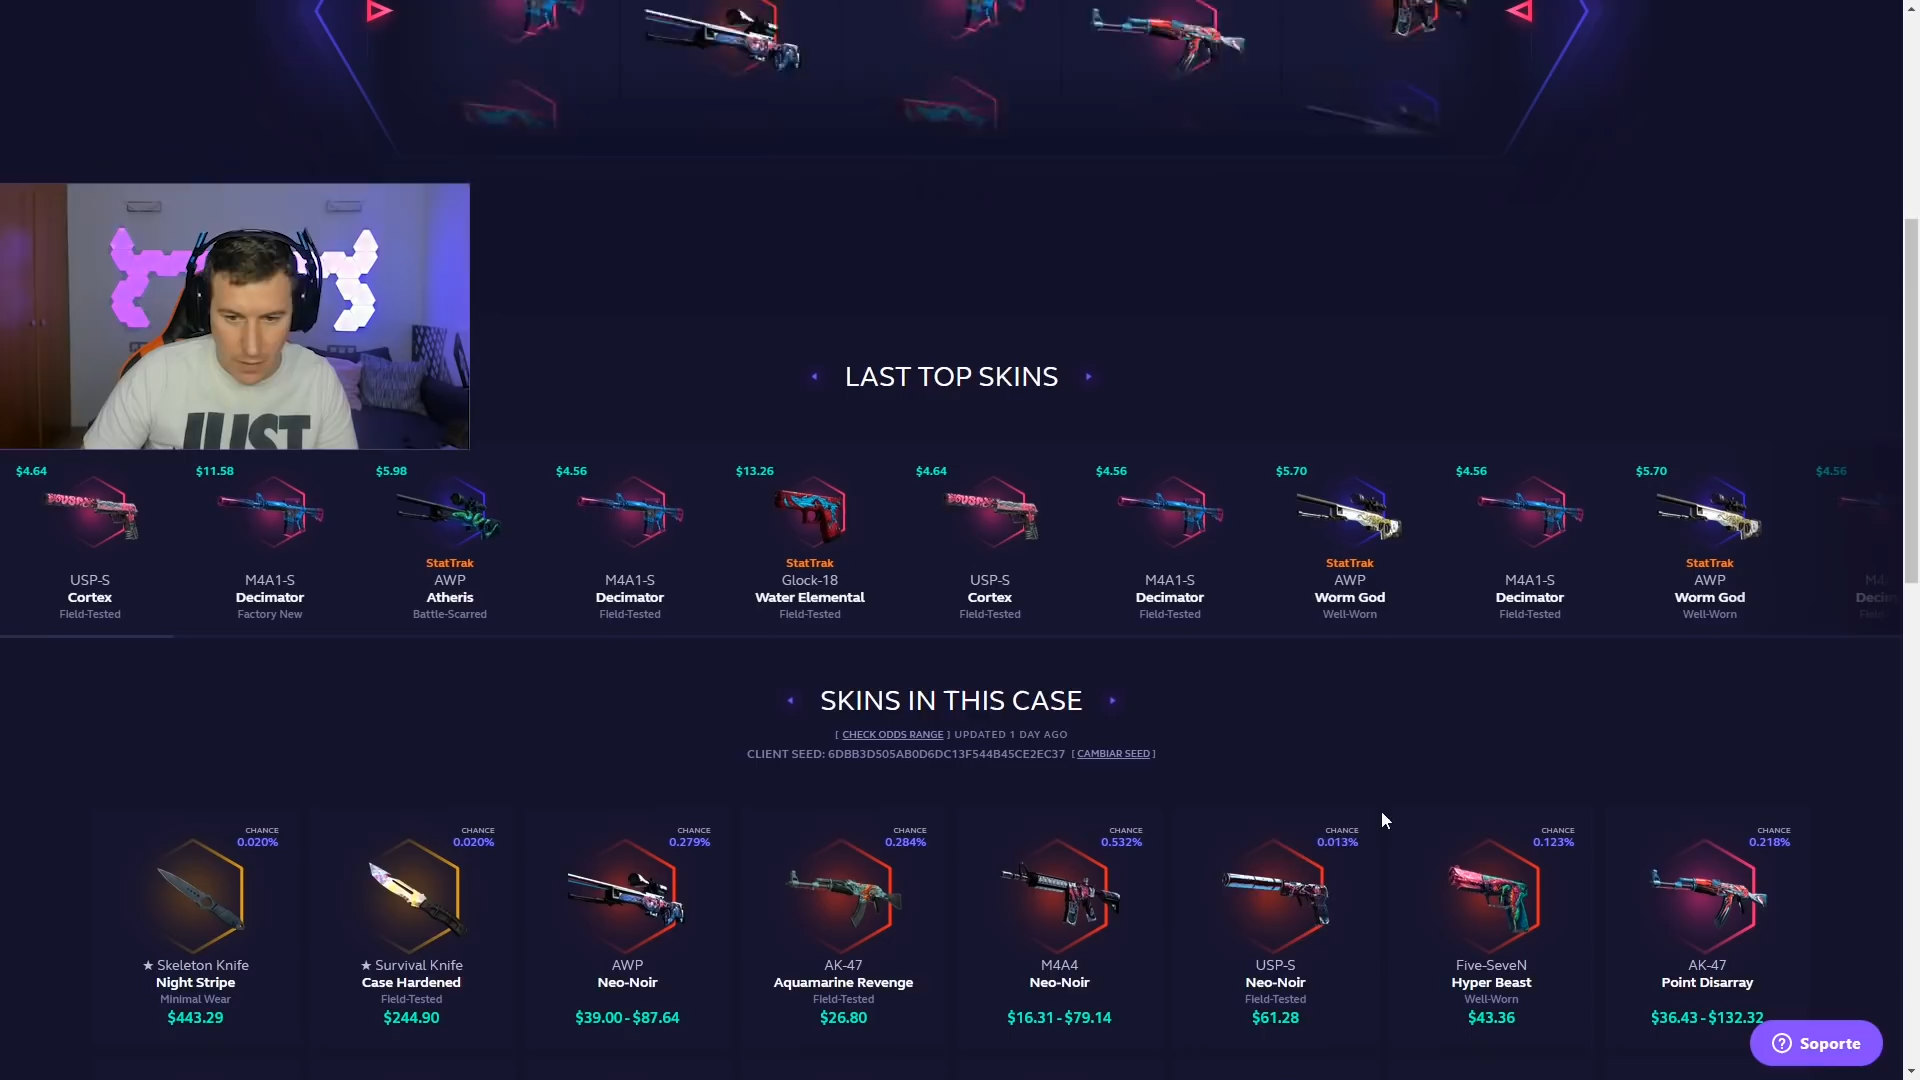 JUST
LAST TOP SKINS
$4.64
$11.58
$5.98
$4.56
$13.26
$4.64
$4.56
$5.70
$4.56
$5.70
$4.56
StatTrak
StatTrak
StatTrak
StatTrak
USP-S
M4A1-S
AWP
M4A1-S
Glock-18
USP-S
M4A1-S
AWP
M4A1-S
AWP
Cortex
Decimator
Atheris
Decimator
Water Elemental
Cortex
Decimator
Worm God
Decimator
Worm God
Field-Tested
Factory New
Battle-Scarred
Field-Tested
Field-Tested
Field-Tested
Field-Tested
Well-Worn
Field-Tested
Well-Worn
SKINS IN THIS CASE
[ CHECK ODDS RANGE ] UPDATED 1 DAY AGO
CLIENT SEED: 6DBB3D505AB0D6DC13F544B45CE2EC37 [ CAMBIAR SEED ]
CHANCE
0.020%
★ Skeleton Knife
Night Stripe
Minimal Wear
$443.29
CHANCE
0.020%
★ Survival Knife
Case Hardened
Field-Tested
$244.90
CHANCE
0.279%
AWP
Neo-Noir
$39.00 - $87.64
CHANCE
0.284%
AK-47
Aquamarine Revenge
Field-Tested
$26.80
CHANCE
0.532%
M4A4
Neo-Noir
$16.31 - $79.14
CHANCE
0.013%
USP-S
Neo-Noir
Field-Tested
$61.28
CHANCE
0.123%
Five-SeveN
Hyper Beast
Well-Worn
$43.36
CHANCE
0.218%
AK-47
Point Disarray
$36.43 - $132.32
Soporte